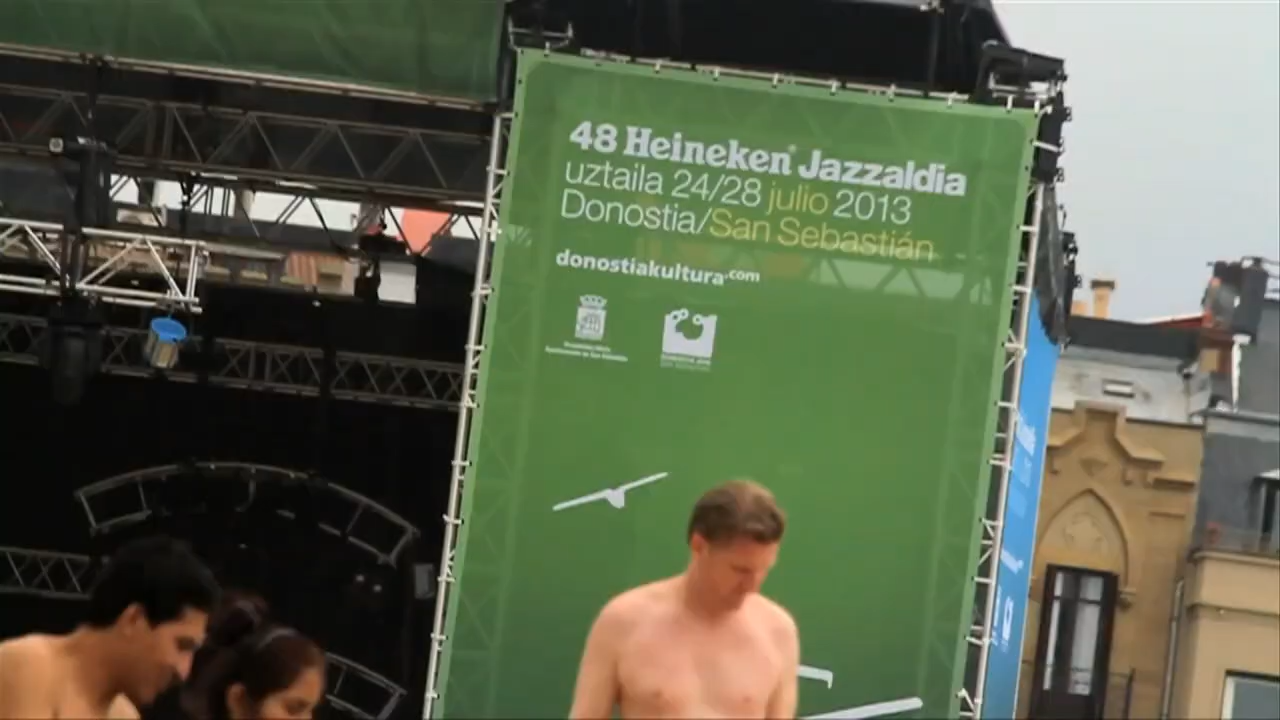 48 Heineken Jazzaldia
uztaila 24/28 julio 2013
Donostia/San Sebastián
donostiakultura.com